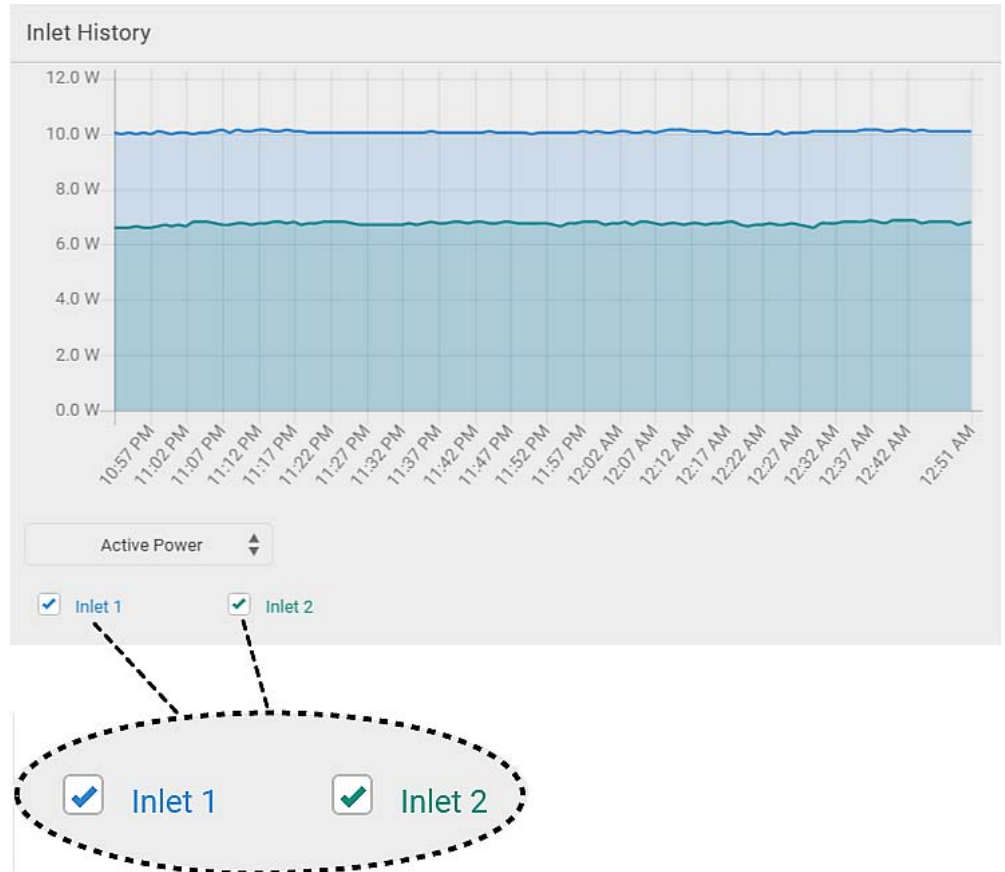 Inlet History
12.0 W
10.0 W
8.0 W
6.0 W
4.0 W
2.0 W
0.0 W
10:57 PM
11:02 PM
11:07 PM
11:12 PM
11:17 PM
11:22 PM
11:27 PM
11:32 PM
11:37 PM
11:42 PM
11:47 PM
11:52 PM
11:57 PM
12:02 AM
12:07 AM
12:12 AM
12:17 AM
12:22 AM
12:27 AM
12:32 AM
12:37 AM
12:42 AM
12:51 AM
Active Power
Inlet 1 Inlet 2
Inlet 1 Inlet 2